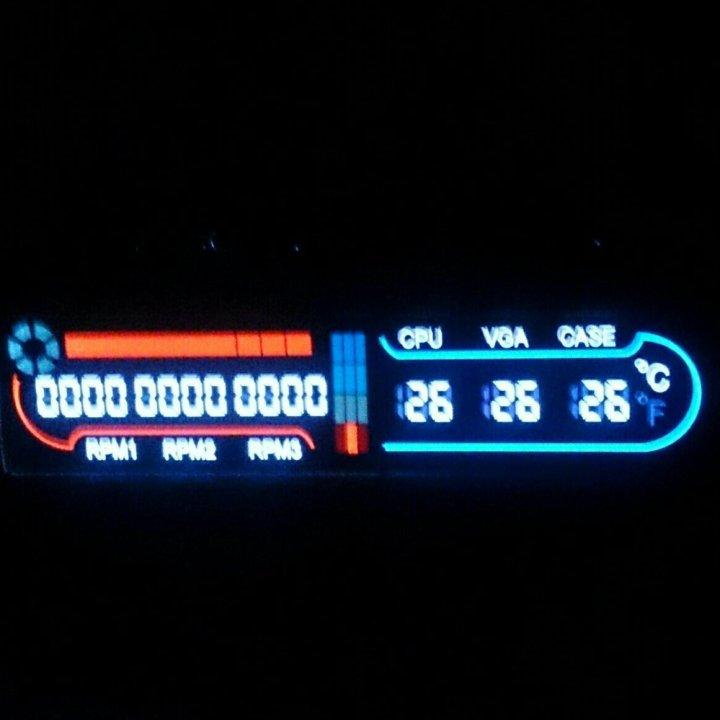 CPU VGA CASE
0000 0000 0000 26 26 26 °C
°F
RPM1 RPM2 RPM3